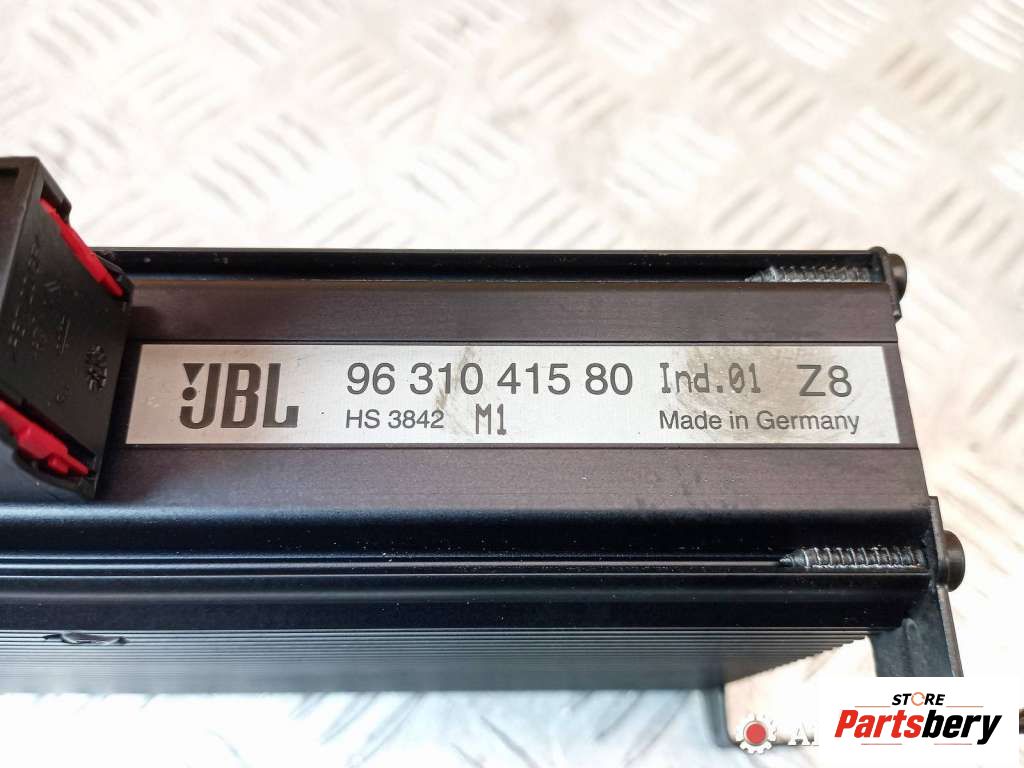 JBL 96 310 415 80 Ind.01 Z8
HS 3842 M1 Made in Germany
STORE
Partsbery